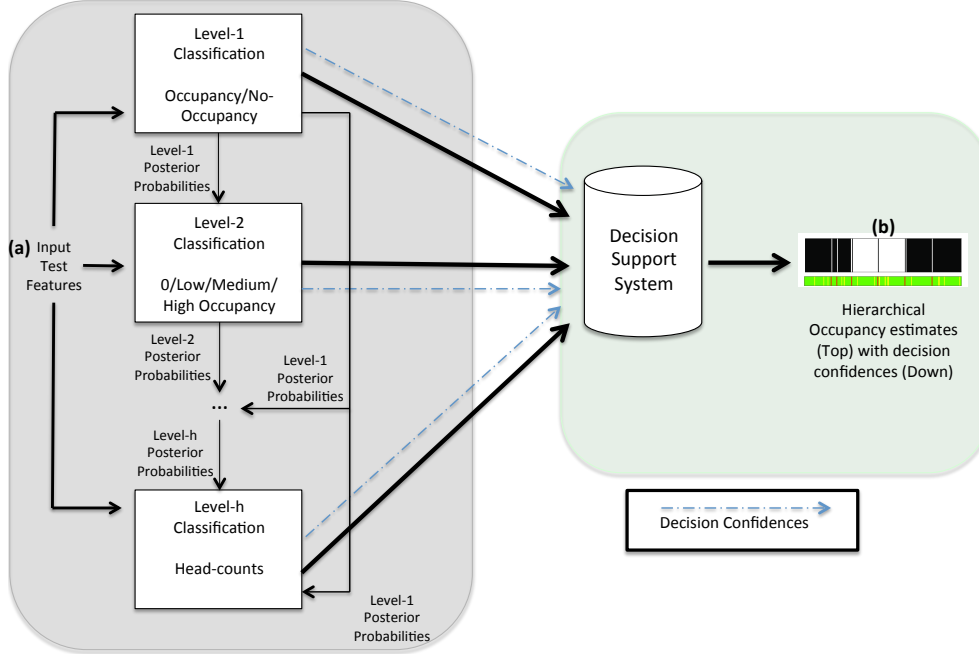 Level-1
Classification
Occupancy/No-
Occupancy
Level-1
Posterior
Probabilities
(a) Input
Test
Features
Level-2
Classification
0/Low/Medium/
High Occupancy
Level-2
Posterior
Probabilities
Level-1
Posterior
Probabilities
...
Level-h
Posterior
Probabilities
Level-h
Classification
Head-counts
Level-1
Posterior
Probabilities
Decision
Support
System
(b)
Hierarchical
Occupancy estimates
(Top) with decision
confidences (Down)
Decision Confidences